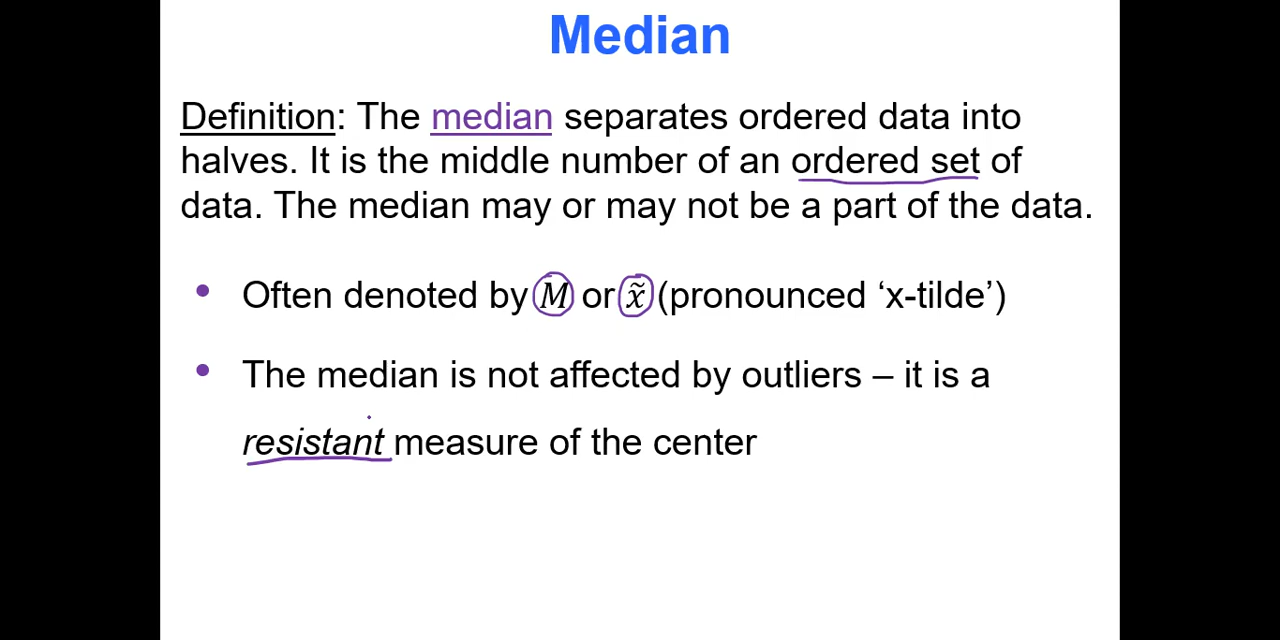 Median
Definition: The median separates ordered data into
halves. It is the middle number of an ordered set of
data. The median may or may not be a part of the data.
• Often denoted by M or x̃ (pronounced ‘x-tilde’)
• The median is not affected by outliers – it is a
resistant measure of the center